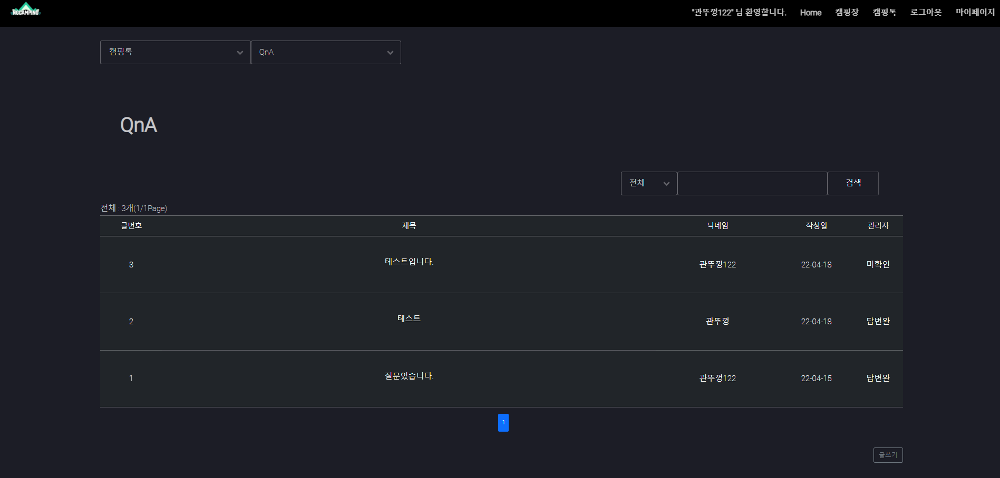 NGCAMPING
"관뚜껑122" 님 환영합니다. Home 캠핑장 캠핑톡 로그아웃 마이페이지
캠핑톡 QnA
QnA
전체 검색
전체 : 3개(1/1Page)
글번호 제목 닉네임 작성일 관리자
3 테스트입니다. 관뚜껑122 22-04-18 미확인
2 테스트 관뚜껑 22-04-18 답변완
1 질문있습니다. 관뚜껑122 22-04-15 답변완
1
글쓰기